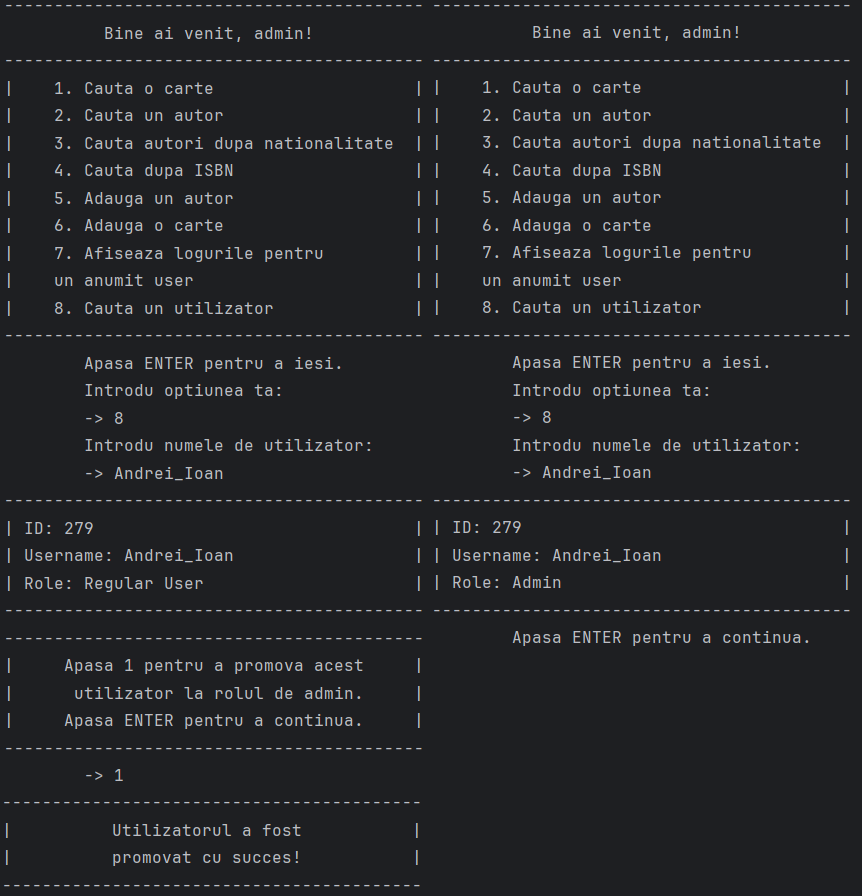 Bine ai venit, admin!
1. Cauta o carte
2. Cauta un autor
3. Cauta autori dupa nationalitate
4. Cauta dupa ISBN
5. Adauga un autor
6. Adauga o carte
7. Afiseaza logurile pentru
un anumit user
8. Cauta un utilizator
Apasa ENTER pentru a iesi.
Introdu optiunea ta:
-> 8
Introdu numele de utilizator:
-> Andrei_Ioan
ID: 279
Username: Andrei_Ioan
Role: Regular User
Apasa 1 pentru a promova acest
utilizator la rolul de admin.
Apasa ENTER pentru a continua.
-> 1
Utilizatorul a fost
promovat cu succes!
Bine ai venit, admin!
1. Cauta o carte
2. Cauta un autor
3. Cauta autori dupa nationalitate
4. Cauta dupa ISBN
5. Adauga un autor
6. Adauga o carte
7. Afiseaza logurile pentru
un anumit user
8. Cauta un utilizator
Apasa ENTER pentru a iesi.
Introdu optiunea ta:
-> 8
Introdu numele de utilizator:
-> Andrei_Ioan
ID: 279
Username: Andrei_Ioan
Role: Admin
Apasa ENTER pentru a continua.